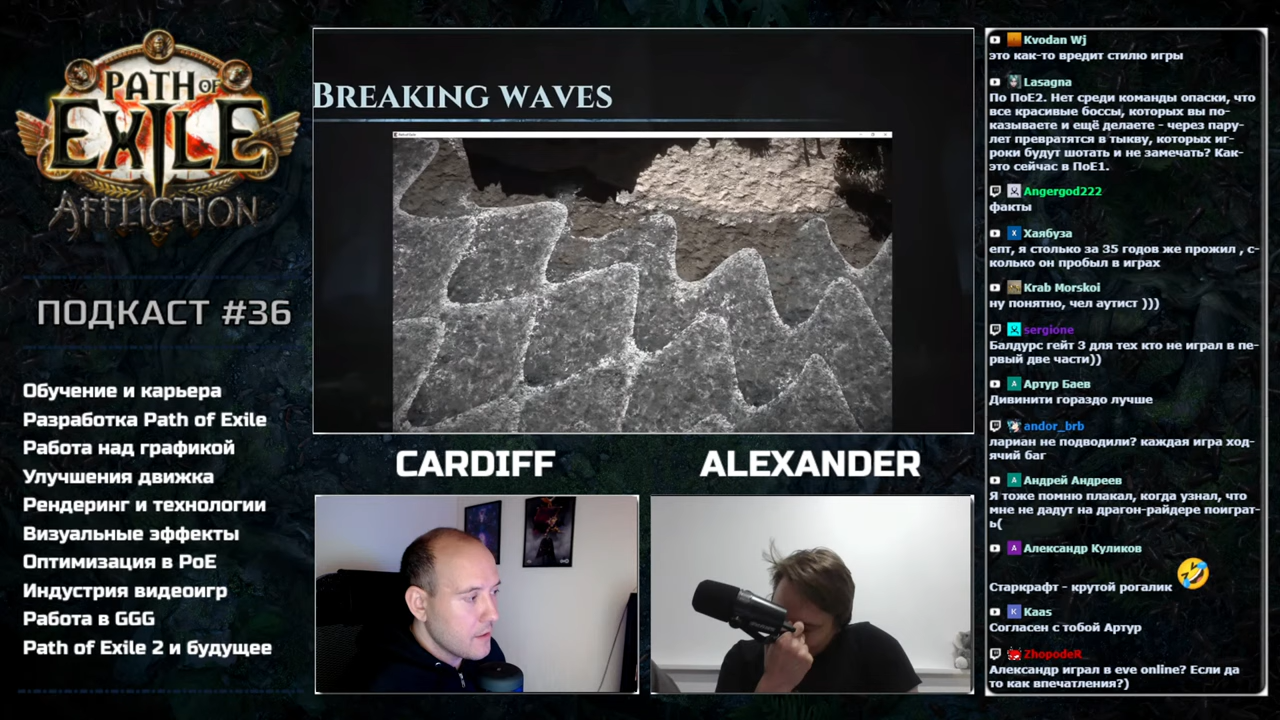 PATH OF
EXILE
AFFLICTION
ПОДКАСТ #36
Обучение и карьера
Разработка Path of Exile
Работа над графикой
Улучшения движка
Рендеринг и технологии
Визуальные эффекты
Оптимизация в PoE
Индустрия видеоигр
Работа в GGG
Path of Exile 2 и будущее
BREAKING WAVES
CARDIFF
ALEXANDER
Kvodan Wj
это как-то вредит стилю игры
Lasagna
По ПоЕ2. Нет среди команды опаски, что
все красивые боссы, которых вы по-
казываете и ещё делаете - через пару-
лет превратятся в тыкву, которых иг-
роки будут шотать и не замечать? Как-
это сейчас в ПоЕ1.
Angergod222
факты
Х Хаябуза
епт, я столько за 35 годов же прожил , с-
колько он пробыл в играх
Krab Morskoi
ну понятно, чел аутист )))
sergione
Балдурс гейт 3 для тех кто не играл в пе-
рвый две части))
А Артур Баев
Дивинити гораздо лучше
andor_brb
лариан не подводили? каждая игра ход-
ячий баг
А Андрей Андреев
Я тоже помню плакал, когда узнал, что
мне не дадут на драгон-райдере поиграт-
ь(
А Александр Куликов
Старкрафт - крутой рогалик
K Kaas
Согласен с тобой Артур
ZhopodeR
Александр играл в eve online? Если да
то как впечатления?)